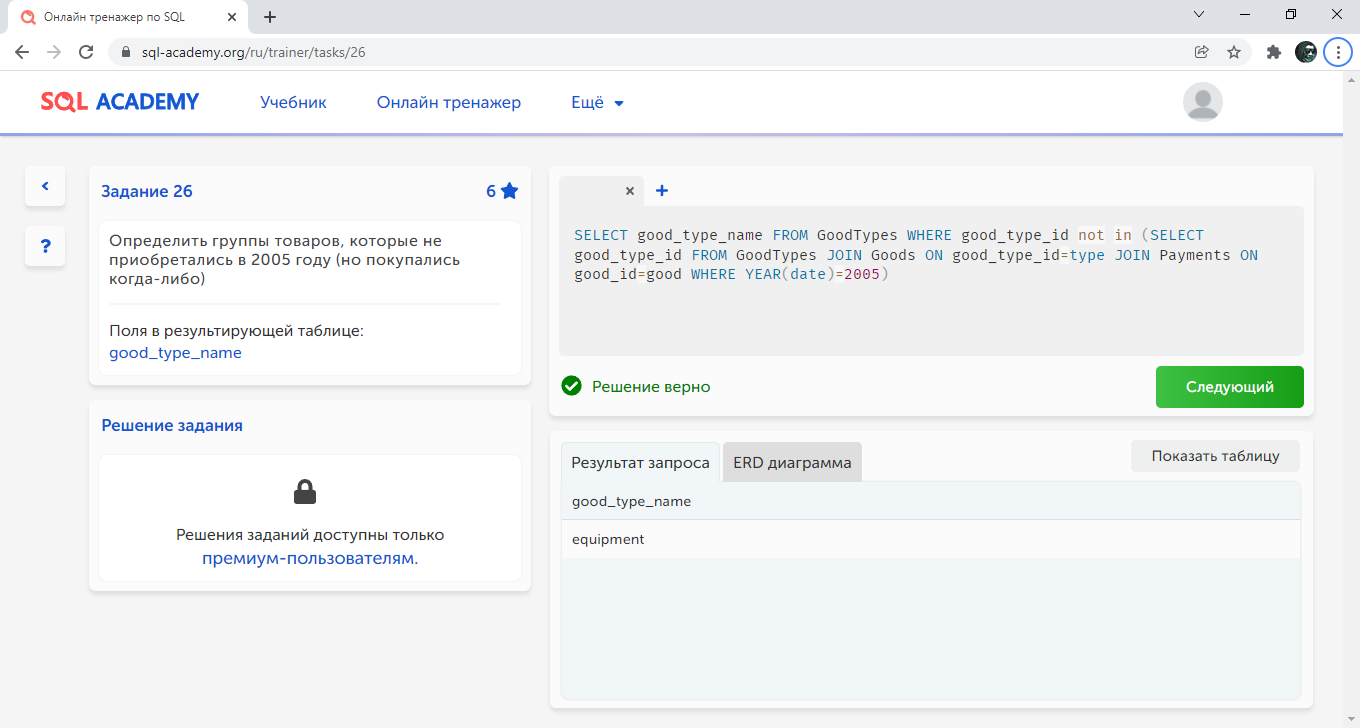 Онлайн тренажер по SQL
sql-academy.org/ru/trainer/tasks/26
SQL ACADEMY
Учебник
Онлайн тренажер
Ещё
Задание 26
6
Определить группы товаров, которые не
приобретались в 2005 году (но покупались
когда-либо)
Поля в результирующей таблице:
good_type_name
Решение задания
Решения заданий доступны только
премиум-пользователям.
SELECT good_type_name FROM GoodTypes WHERE good_type_id not in (SELECT
good_type_id FROM GoodTypes JOIN Goods ON good_type_id=type JOIN Payments ON
good_id=good WHERE YEAR(date)=2005)
Решение верно
Следующий
Результат запроса
ERD диаграмма
Показать таблицу
good_type_name
equipment